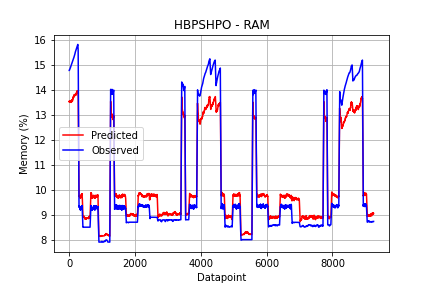 HBPSHPO - RAM
16
15
14
13
12
11
10
9
8
Memory (%)
Predicted
Observed
0 2000 4000 6000 8000
Datapoint